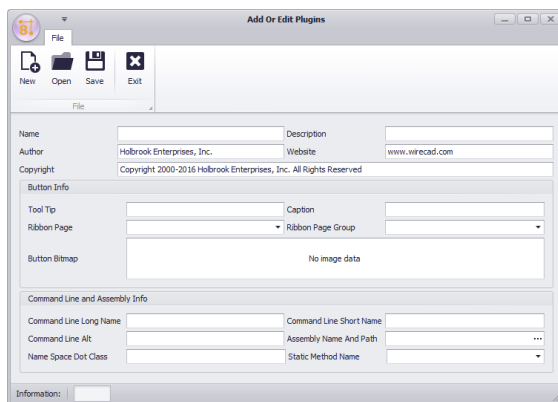 Add Or Edit Plugins
File
New Open Save Exit
File
Name Description
Author Holbrook Enterprises, Inc. Website www.wirecad.com
Copyright Copyright 2000-2016 Holbrook Enterprises, Inc. All Rights Reserved
Button Info
Tool Tip Caption
Ribbon Page Ribbon Page Group
Button Bitmap No image data
Command Line and Assembly Info
Command Line Long Name Command Line Short Name
Command Line Alt Assembly Name And Path ...
Name Space Dot Class Static Method Name
Information: